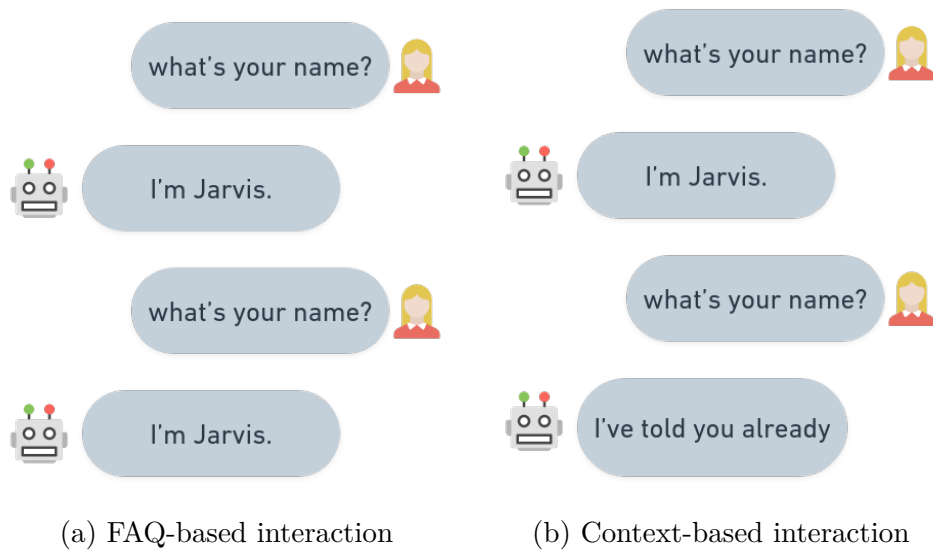 what's your name?
I'm Jarvis.
what's your name?
I'm Jarvis.
(a) FAQ-based interaction
what's your name?
I'm Jarvis.
what's your name?
I've told you already
(b) Context-based interaction